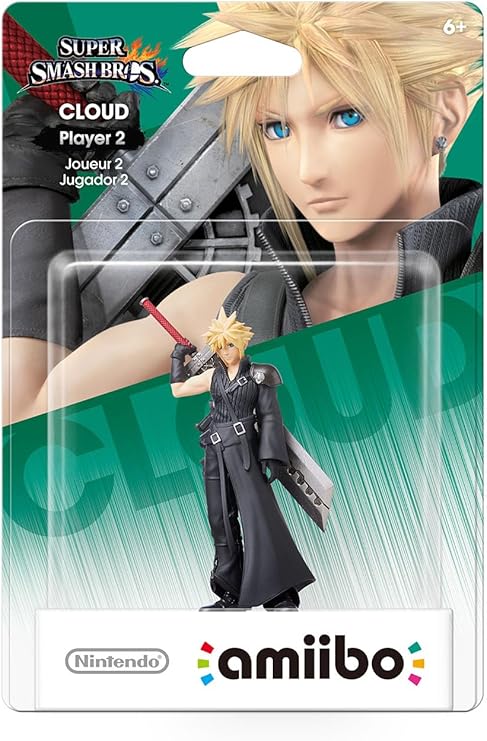 6+
SUPER
SMASH BROS.
CLOUD
Player 2
Joueur 2
Jugador 2
CLOUD
Nintendo
amiibo